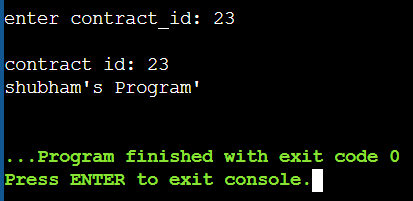 enter contract_id: 23
contract id: 23
shubham's Program'
...Program finished with exit code 0
Press ENTER to exit console.